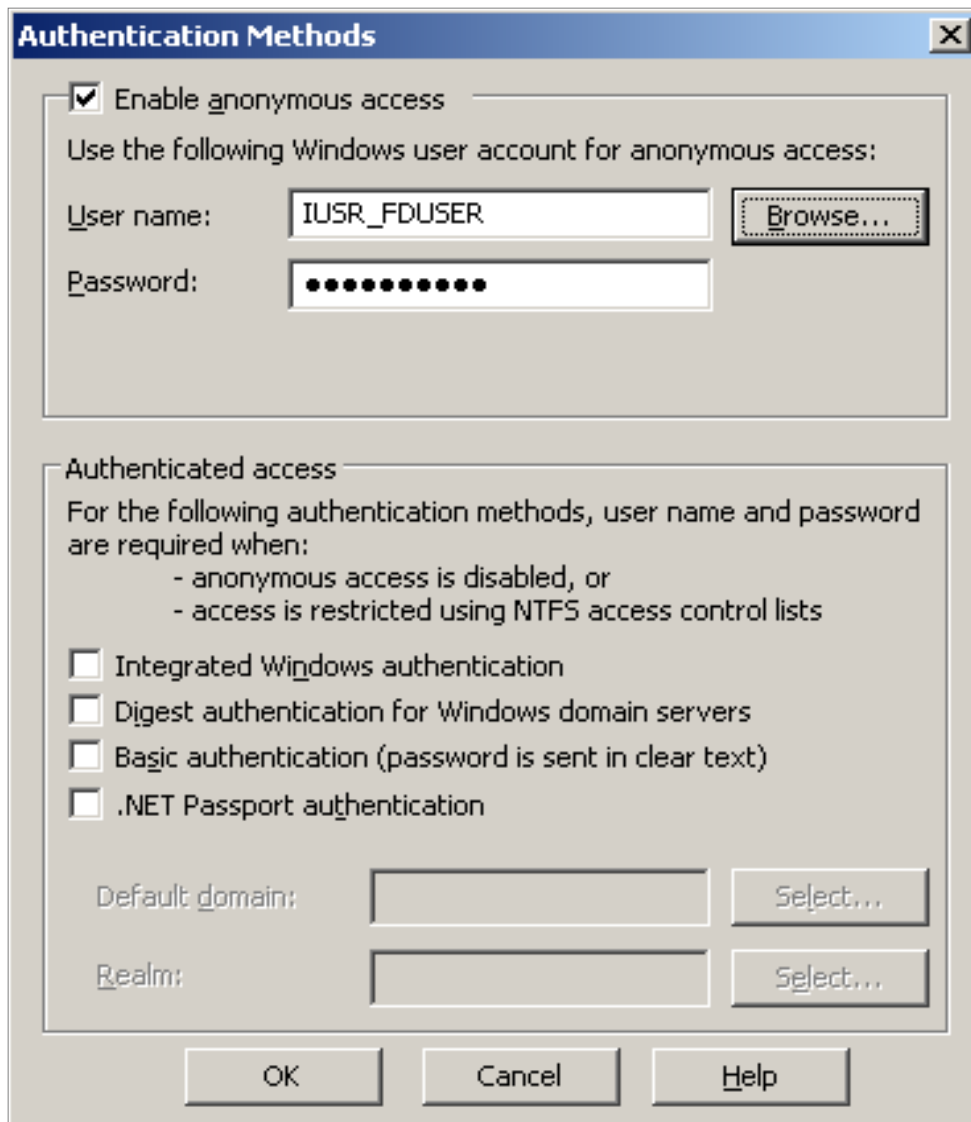 Authentication Methods
Enable anonymous access
Use the following Windows user account for anonymous access:
User name: IUSR_FDUSER Browse...
Password: ●●●●●●●●●●
Authenticated access
For the following authentication methods, user name and password
are required when:
- anonymous access is disabled, or
- access is restricted using NTFS access control lists
Integrated Windows authentication
Digest authentication for Windows domain servers
Basic authentication (password is sent in clear text)
.NET Passport authentication
Default domain: Select...
Realm: Select...
OK Cancel Help